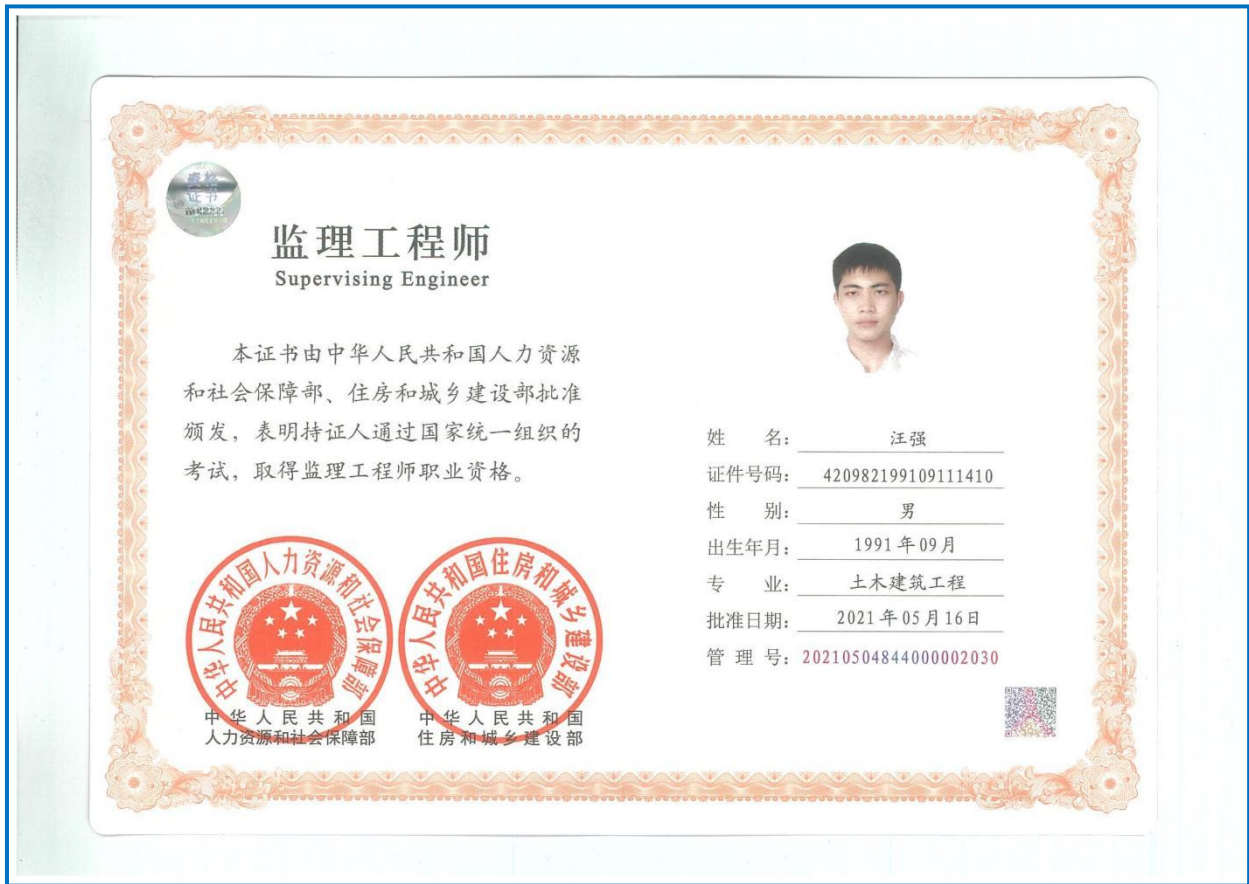 资格
证书
监理工程师
Supervising Engineer
本证书由中华人民共和国人力资源
和社会保障部、住房和城乡建设部批准
颁发，表明持证人通过国家统一组织的
考试，取得监理工程师职业资格。
姓 名： 汪强
证件号码： 420982199109111410
性 别： 男
出生年月： 1991年09月
专 业： 土木建筑工程
批准日期： 2021年05月16日
管 理 号：20210504844000002030
中华人民共和国人力资源和社会保障部
中华人民共和国住房和城乡建设部
中华人民共和国
人力资源和社会保障部
中华人民共和国
住房和城乡建设部